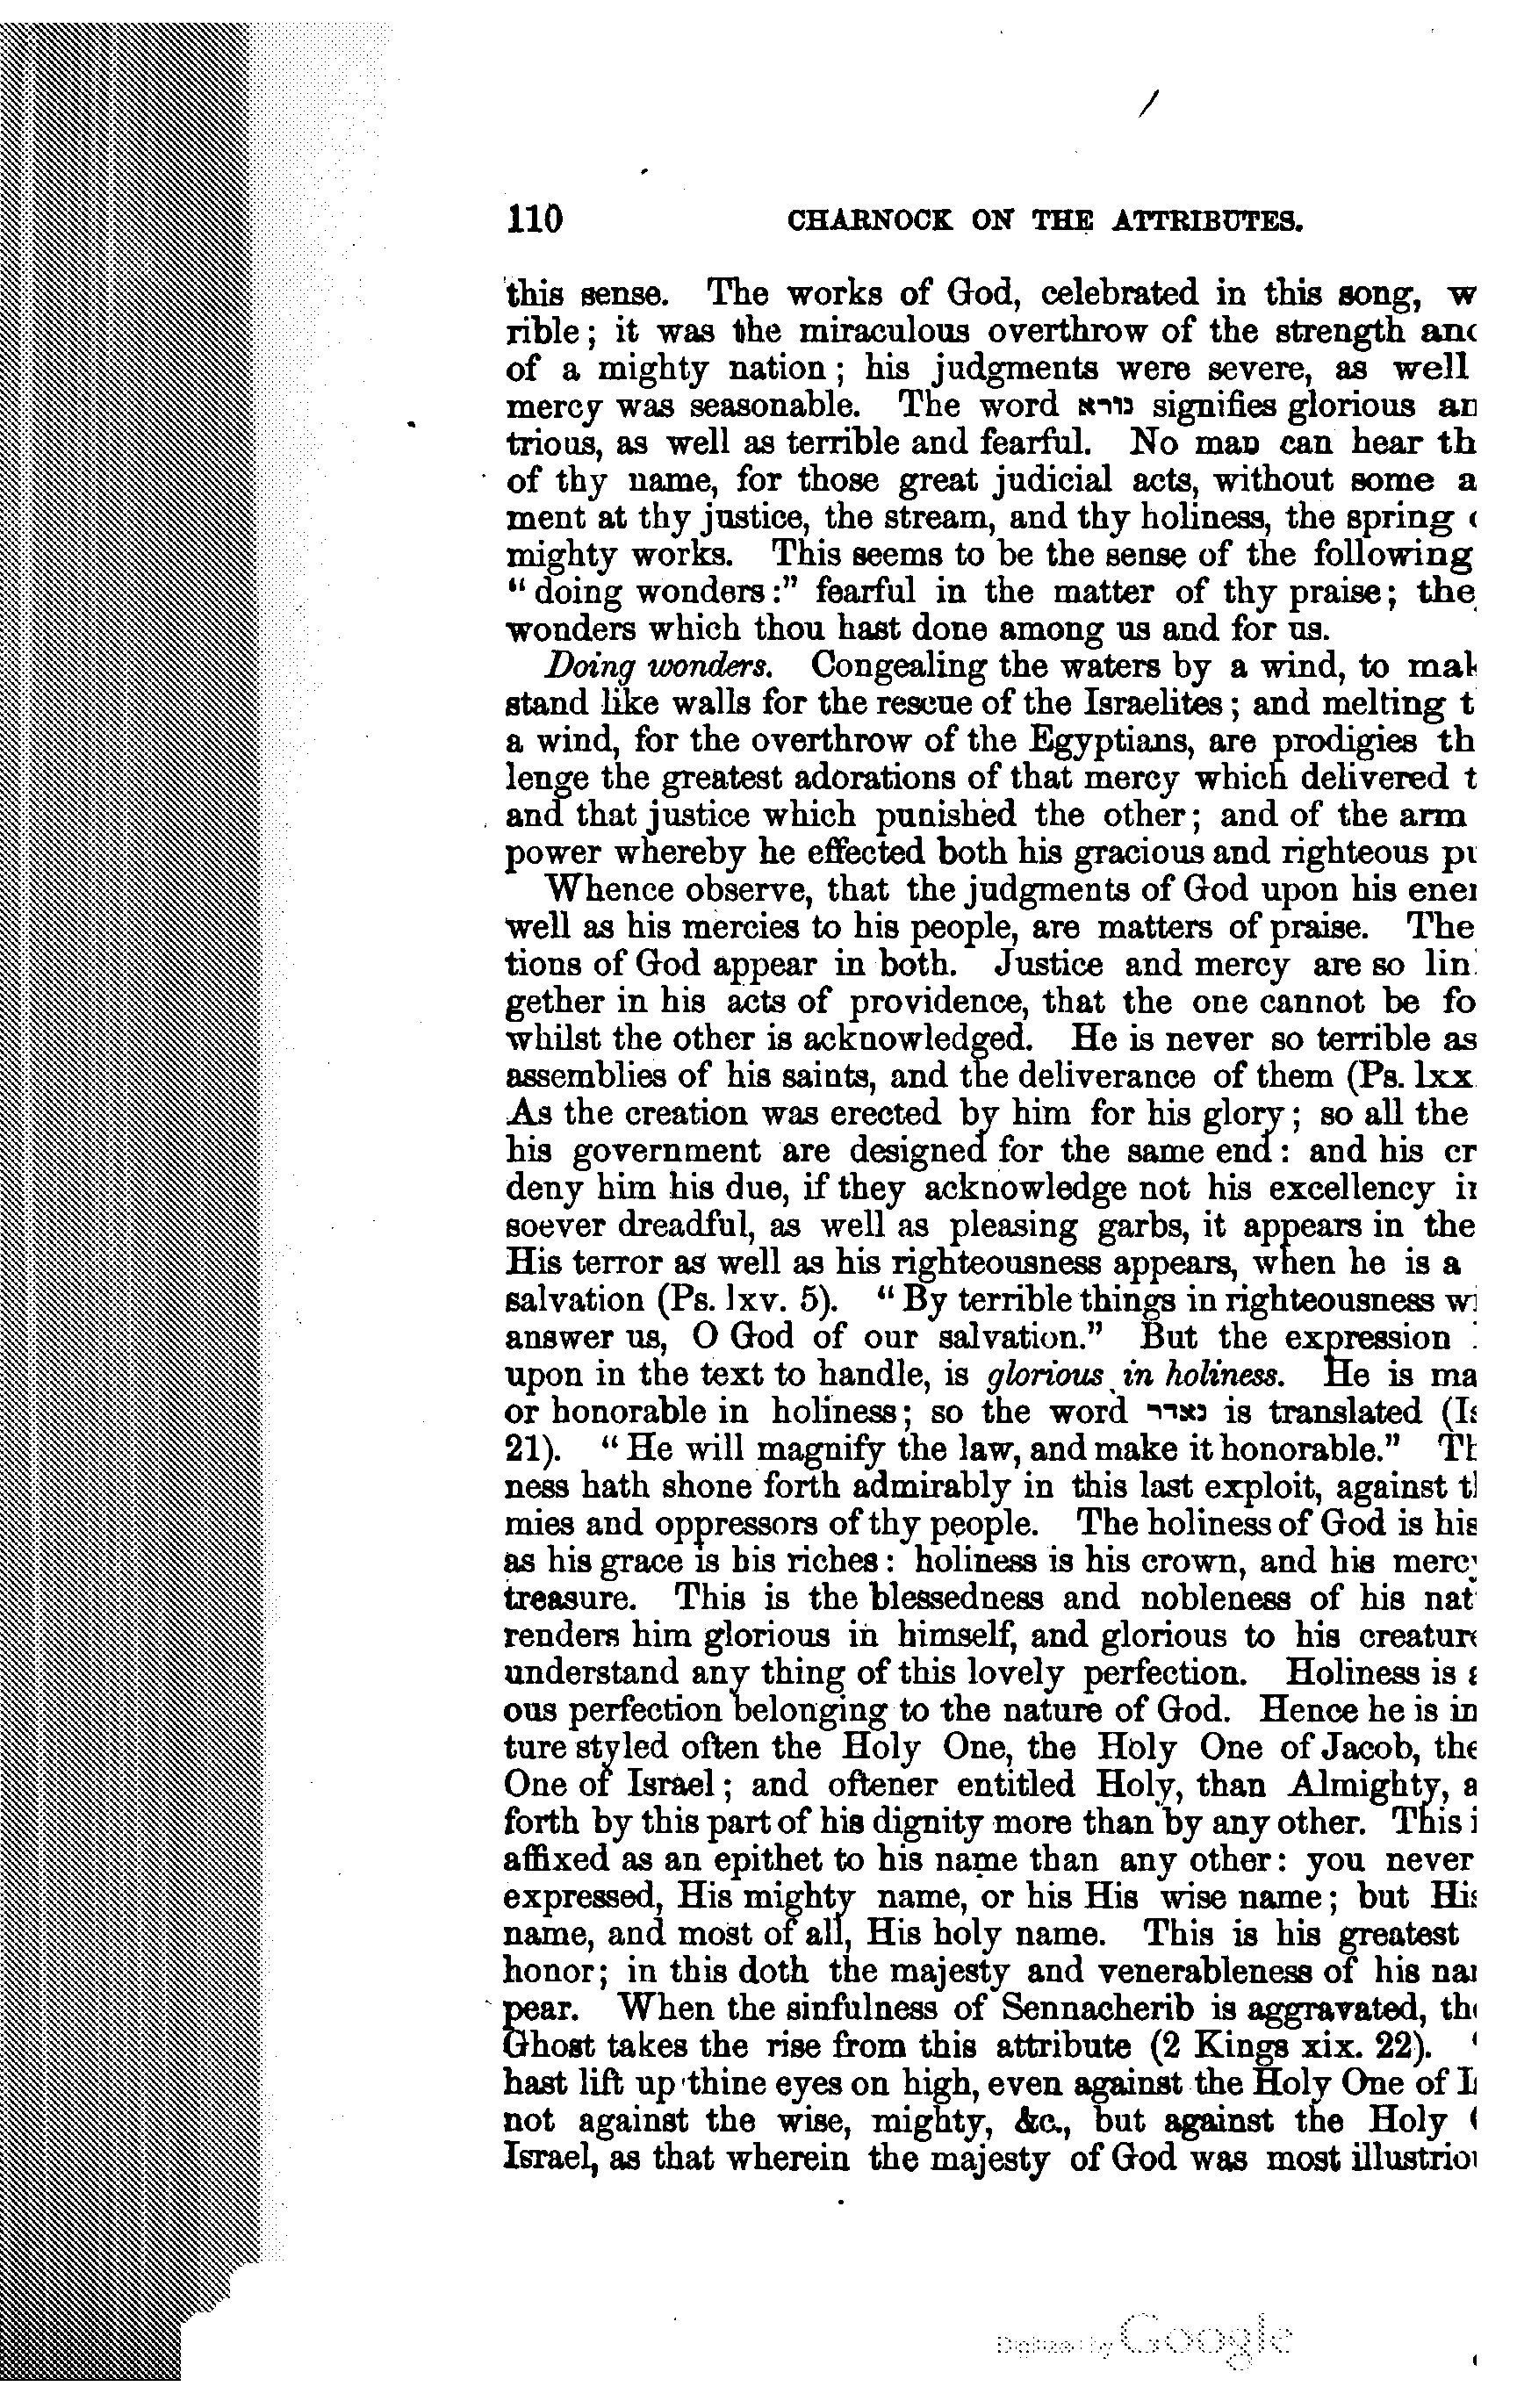 110 CHARNOCK ON THE ATTRIBUTES.
this sense. The works of God, celebrated in this song, w
rible; it was the miraculous overthrow of the strength
of a mighty nation; his judgments were severe, as well
mercy was seasonable. The word נורא signifies glorious
trious, as well as terrible and fearful. No man can hear th
of thy name, for those great judicial acts, without some a
ment at thy justice, the stream, and thy holiness, the spring
mighty works. This seems to be the sense of the following
“doing wonders:” fearful in the matter of thy praise; the
wonders which thou hast done among us and for us.
Doing wonders. Congealing the waters by a wind, to
stand like walls for the rescue of the Israelites; and melting t
a wind, for the overthrow of the Egyptians, are prodigies th
lenge the greatest adorations of that mercy which delivered t
and that justice which punished the other; and of the arm
power whereby he effected both his gracious and righteous
Whence observe, that the judgments of God upon his
well as his mercies to his people, are matters of praise. The
tions of God appear in both. Justice and mercy are so lin
gether in his acts of providence, that the one cannot be fo
whilst the other is acknowledged. He is never so terrible as
assemblies of his saints, and the deliverance of them (Ps. lxx
As the creation was erected by him for his glory; so all the
his government are designed for the same end: and his cr
deny him his due, if they acknowledge not his excellency
soever dreadful, as well as pleasing garbs, it appears in the
His terror as well as his righteousness appears, when he is a
salvation (Ps. lxv. 5). “By terrible things in righteousness
answer us, O God of our salvation.” But the expression
upon in the text to handle, is glorious in holiness. He is ma
or honorable in holiness; so the word נאדר is translated
21). “He will magnify the law, and make it honorable.”
ness hath shone forth admirably in this last exploit, against
mies and oppressors of thy people. The holiness of God is his
as his grace is his riches: holiness is his crown, and his
treasure. This is the blessedness and nobleness of his nat
renders him glorious in himself, and glorious to his
understand any thing of this lovely perfection. Holiness is
ous perfection belonging to the nature of God. Hence he is in
ture styled often the Holy One, the Holy One of Jacob, the
One of Israel; and oftener entitled Holy, than Almighty, a
forth by this part of his dignity more than by any other. This
affixed as an epithet to his name than any other: you never
expressed, His mighty name, or his His wise name; but
name, and most of all, His holy name. This is his greatest
honor; in this doth the majesty and venerableness of his
pear. When the sinfulness of Sennacherib is aggravated,
Ghost takes the rise from this attribute (2 Kings xix. 22). “
hast lift up thine eyes on high, even against the Holy One of
not against the wise, mighty, &c., but against the Holy
Israel, as that wherein the majesty of God was most
Digitized by Google